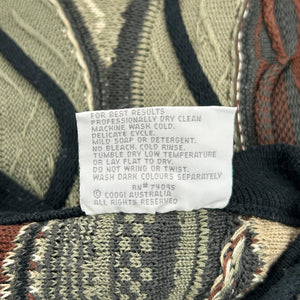 FOR BEST RESULTS
PROFESSIONALLY DRY CLEAN
MACHINE WASH COLD.
DELICATE CYCLE.
MILD SOAP OR DETERGENT.
NO BLEACH. COLD RINSE.
TUMBLE DRY LOW TEMPERATURE
OR LAY FLAT TO DRY.
DO NOT WRING OR TWIST.
WASH DARK COLOURS SEPARATELY
RN# 74095
© COOGI AUSTRALIA
ALL RIGHTS RESERVED